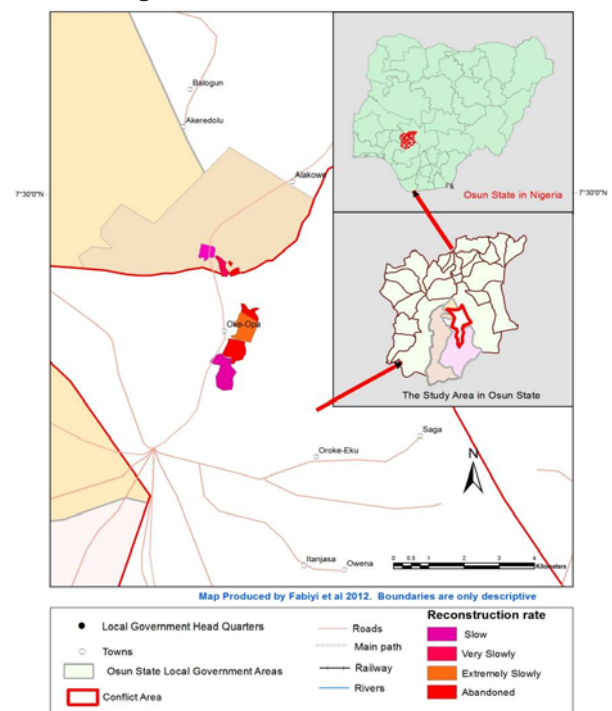 Balogun
Akeredolu
Alakowe
7°30'0"N
7°30'0"N
Osun State in Nigeria
Oke-Opa
The Study Area in Osun State
Saga
Oroke-Eku
N
Itanjasa
Owena
0 0.5 1 2 3 4
Kilometers
Map Produced by Fabiyi et al 2012. Boundaries are only descriptive
Local Government Head Quarters
Towns
Osun State Local Government Areas
Conflict Area
Roads
Main path
Railway
Rivers
Reconstruction rate
Slow
Very Slowly
Extremely Slowly
Abandoned